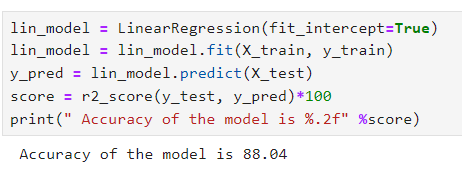 lin_model = LinearRegression(fit_intercept=True)
lin_model = lin_model.fit(X_train, y_train)
y_pred = lin_model.predict(X_test)
score = r2_score(y_test, y_pred)*100
print(" Accuracy of the model is %.2f" %score)
Accuracy of the model is 88.04